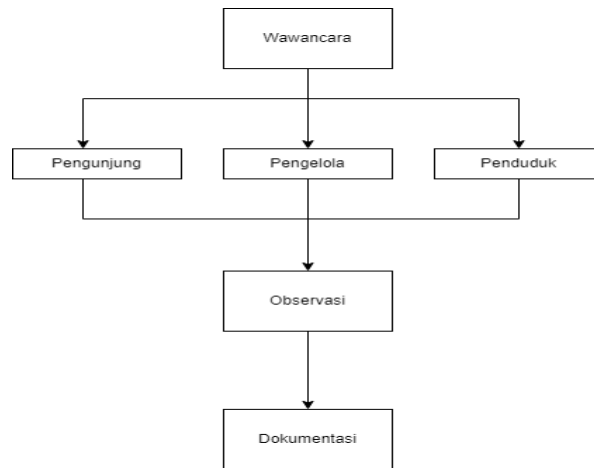 Wawancara
Pengunjung
Pengelola
Penduduk
Observasi
Dokumentasi